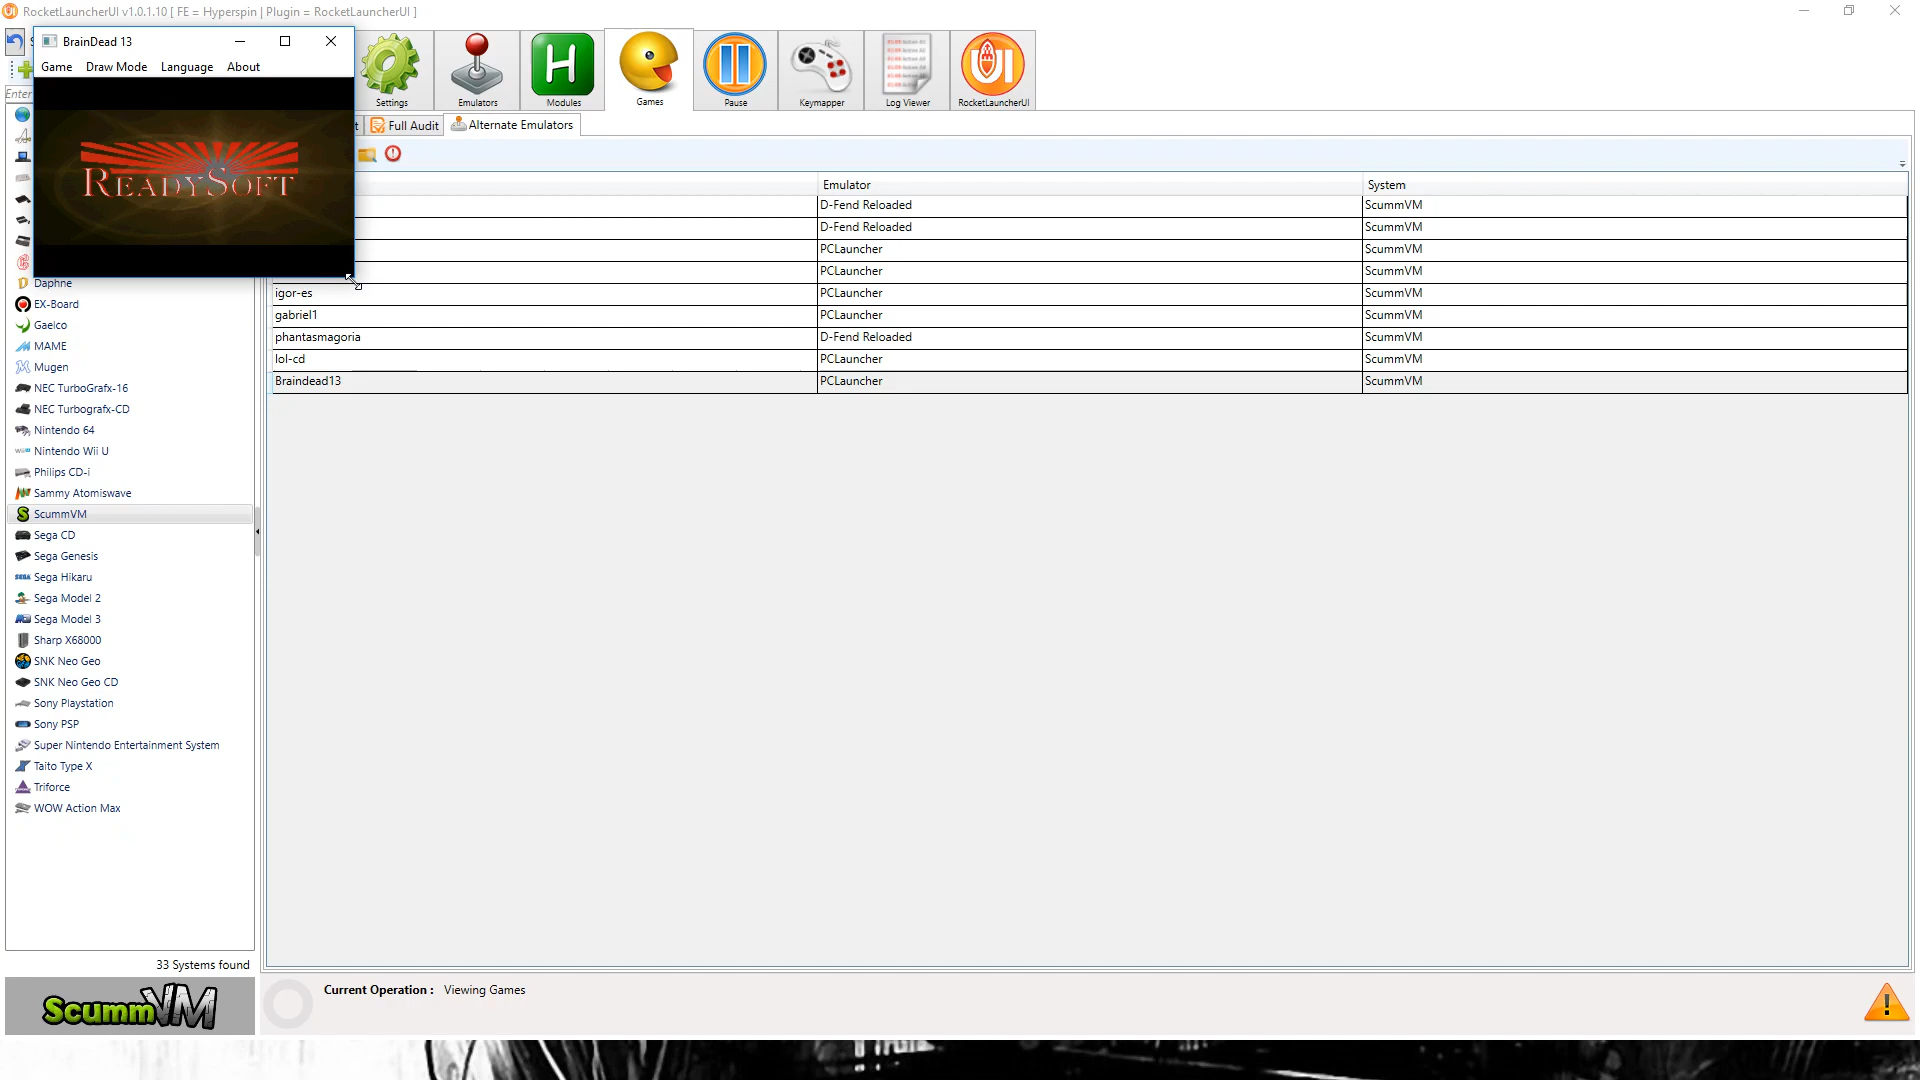 RocketLauncherUI v1.0.1.10 [ FE = Hyperspin | Plugin = RocketLauncherUI ]
BrainDead 13
Game Draw Mode Language About
READYSOFT
Settings Emulators Modules Games Pause Keymapper Log Viewer RocketLauncherUI
Full Audit Alternate Emulators
Enter
Emulator System
D-Fend Reloaded ScummVM
D-Fend Reloaded ScummVM
PCLauncher ScummVM
PCLauncher ScummVM
igor-es PCLauncher ScummVM
gabriel1 PCLauncher ScummVM
phantasmagoria D-Fend Reloaded ScummVM
lol-cd PCLauncher ScummVM
Braindead13 PCLauncher ScummVM
Daphne
EX-Board
Gaelco
MAME
Mugen
NEC TurboGrafx-16
NEC Turbografx-CD
Nintendo 64
Nintendo Wii U
Philips CD-i
Sammy Atomiswave
ScummVM
Sega CD
Sega Genesis
Sega Hikaru
Sega Model 2
Sega Model 3
Sharp X68000
SNK Neo Geo
SNK Neo Geo CD
Sony Playstation
Sony PSP
Super Nintendo Entertainment System
Taito Type X
Triforce
WOW Action Max
33 Systems found
ScummVM
Current Operation : Viewing Games